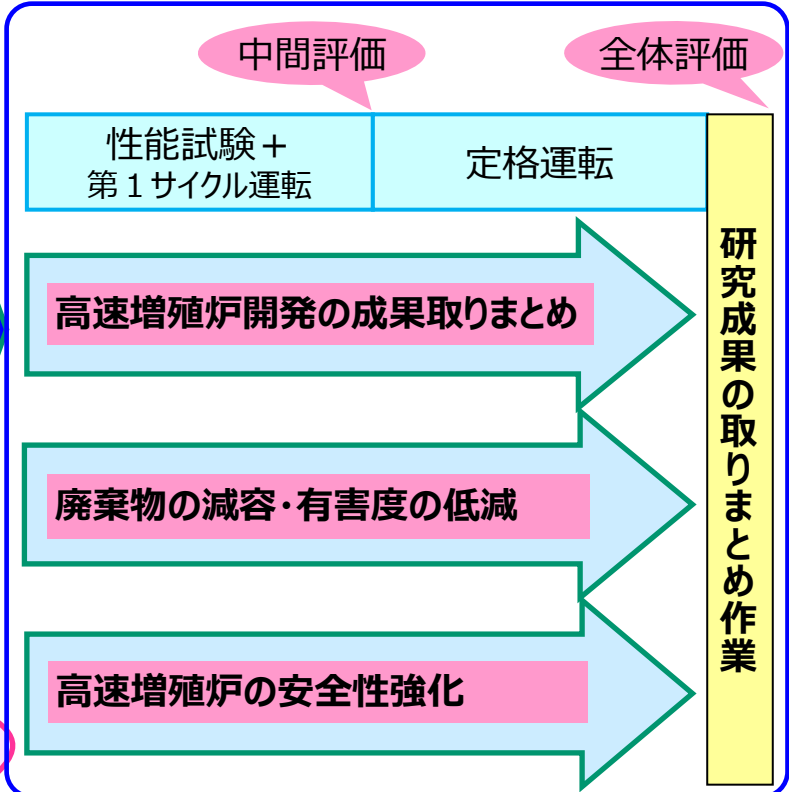 中間評価
全体評価
性能試験＋
第１サイクル運転
定格運転
高速増殖炉開発の成果取りまとめ
廃棄物の減容・有害度の低減
高速増殖炉の安全性強化
研究成果の取りまとめ作業